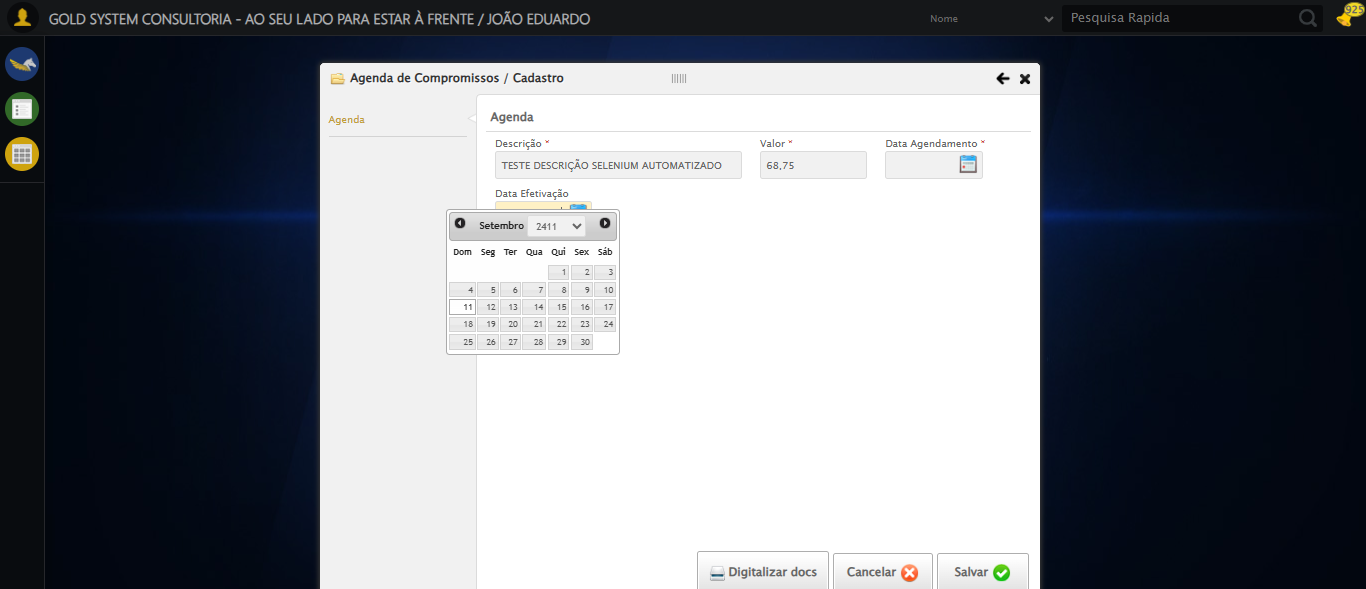 GOLD SYSTEM CONSULTORIA - AO SEU LADO PARA ESTAR À FRENTE / JOÃO EDUARDO
Nome
Pesquisa Rapida
925
Agenda de Compromissos / Cadastro
Agenda
Agenda
Descrição * Valor * Data Agendamento *
TESTE DESCRIÇÃO SELENIUM AUTOMATIZADO 68,75
Data Efetivação
Setembro 2411
Dom Seg Ter Qua Qui Sex Sáb
1 2 3
4 5 6 7 8 9 10
11 12 13 14 15 16 17
18 19 20 21 22 23 24
25 26 27 28 29 30
Digitalizar docs Cancelar Salvar